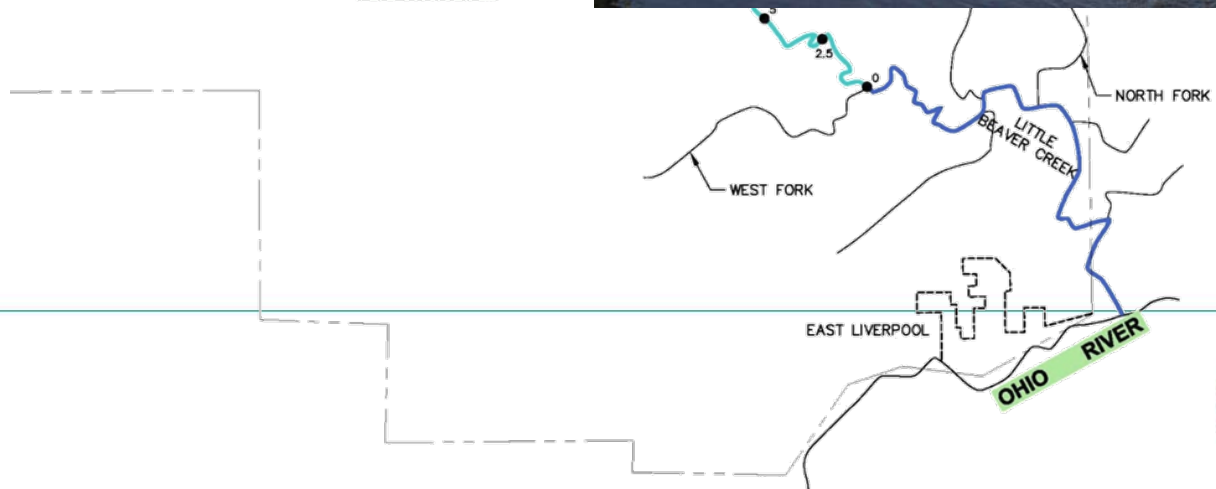 5
2.5
0
NORTH FORK
LITTLE
BEAVER CREEK
WEST FORK
EAST LIVERPOOL
OHIO RIVER